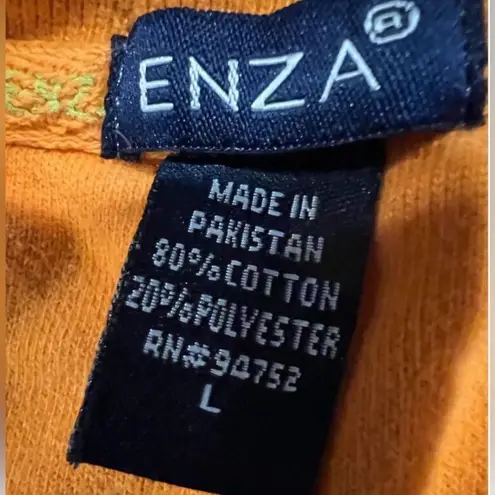 ENZA®
MADE IN
PAKISTAN
80%COTTON
20%POLYESTER
RN#94752
L